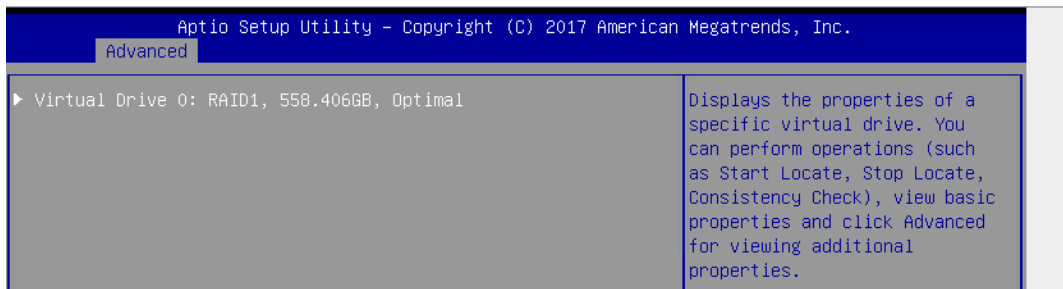 Aptio Setup Utility – Copyright (C) 2017 American Megatrends, Inc.
Advanced
Virtual Drive 0: RAID1, 558.406GB, Optimal
Displays the properties of a
specific virtual drive. You
can perform operations (such
as Start Locate, Stop Locate,
Consistency Check), view basic
properties and click Advanced
for viewing additional
properties.